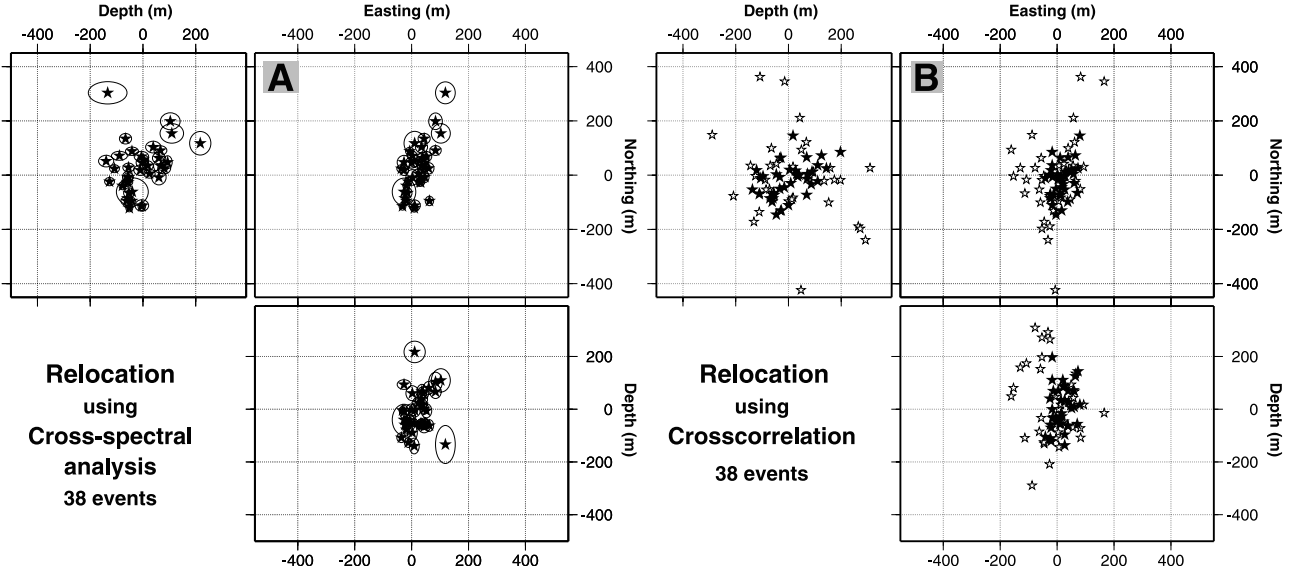 Depth (m)
Easting (m)
Depth (m)
Easting (m)
-400 -200 0 200
-400 -200 0 200 400
-400 -200 0 200
-400 -200 0 200 400
A
B
400
200
0
-200
-400
Northing (m)
400
200
0
-200
-400
Northing (m)
Relocation
using
Cross-spectral
analysis
38 events
200
0
-200
-400
Depth (m)
Relocation
using
Crosscorrelation
38 events
200
0
-200
-400
Depth (m)
-400 -200 0 200 400
-400 -200 0 200 400